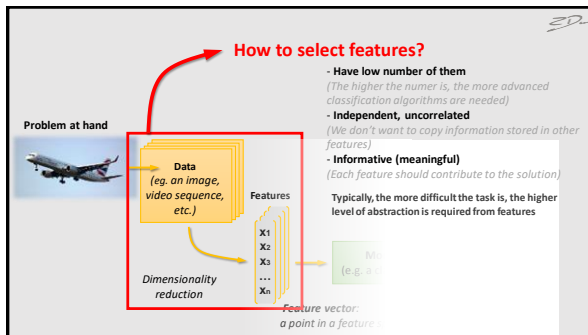 How to select features?
- Have low number of them
(The higher the numer is, the more advanced
classification algorithms are needed)
- Independent, uncorrelated
(We don't want to copy information stored in other
features)
- Informative (meaningful)
(Each feature should contribute to the solution)
Typically, the more difficult the task is, the higher
level of abstraction is required from features
Problem at hand
Data
(eg. an image,
video sequence,
etc.)
Features
x1
x2
x3
...
xn
Dimensionality
reduction
(e.g. a
Feature vector:
a point in a feature